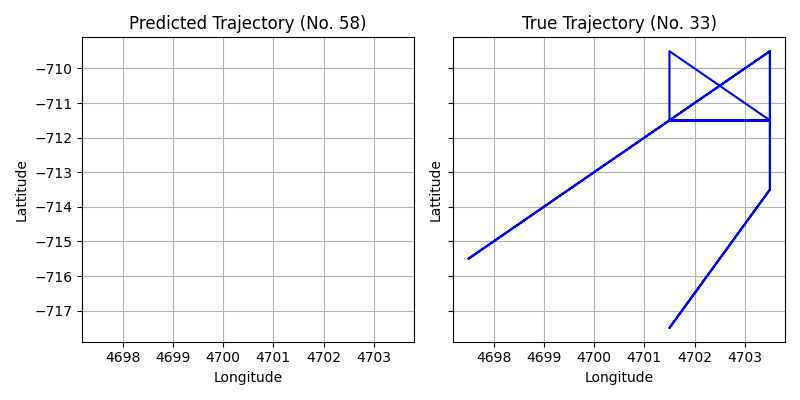 Predicted Trajectory (No. 58)
−710
−711
−712
−713
−714
−715
−716
−717
Lattitude
4698 4699 4700 4701 4702 4703
Longitude
True Trajectory (No. 33)
Lattitude
4698 4699 4700 4701 4702 4703
Longitude